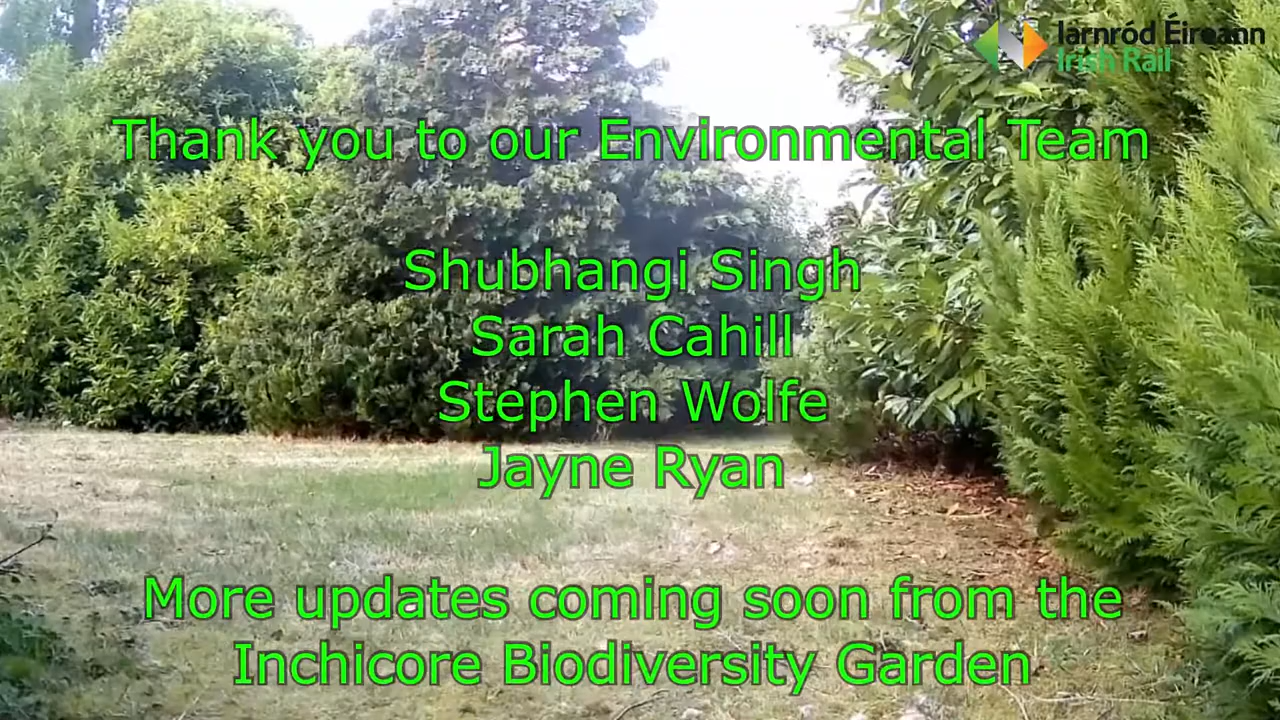 Iarnród Éireann
Irish Rail
Thank you to our Environmental Team
Shubhangi Singh
Sarah Cahill
Stephen Wolfe
Jayne Ryan
More updates coming soon from the
Inchicore Biodiversity Garden